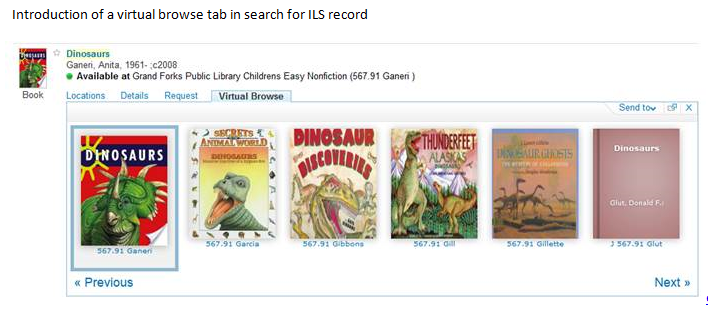 Introduction of a virtual browse tab in search for ILS record
Dinosaurs
Ganeri, Anita, 1961- ;c2008
Available at Grand Forks Public Library Childrens Easy Nonfiction (567.91 Ganeri )
Book
Locations Details Request Virtual Browse
Send to
DINOSAURS
SECRETS
ANIMAL WORLD
DINOSAURS
DINOSAUR
DISCOVERIES
THUNDERFEET
ALASKA'S
DINOSAUR GHOSTS
Dinosaurs
Glut, Donald F.;
567.91 Ganeri
567.91 Garcia
567.91 Gibbons
567.91 Gill
567.91 Gillette
J 567.91 Glut
« Previous
Next »